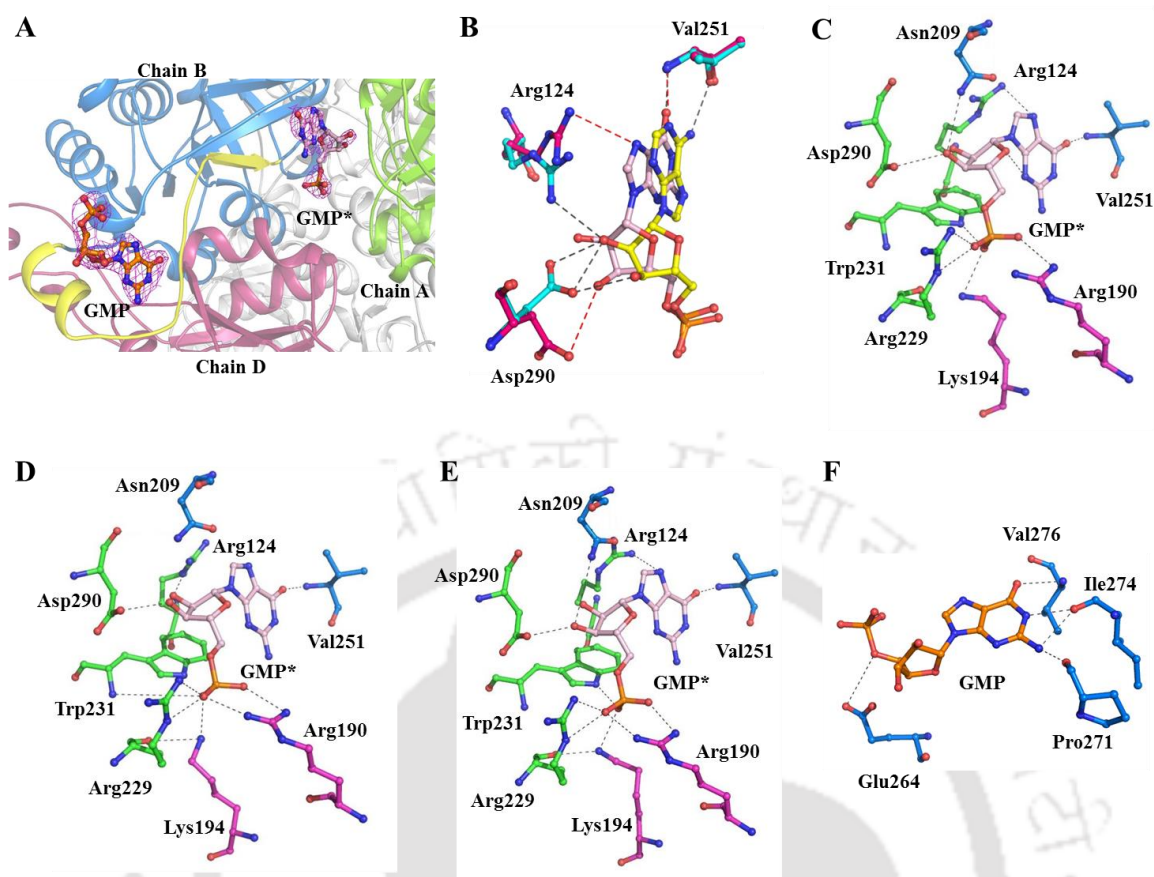 A
Chain B
GMP*
GMP
Chain A
Chain D
B
Val251
Arg124
Asp290
C
Asn209
Arg124
Asp290
Val251
Trp231
GMP*
Arg229
Arg190
Lys194
D
Asn209
Arg124
Asp290
Val251
GMP*
Trp231
Arg190
Arg229
Lys194
E
Asn209
Arg124
Asp290
Val251
GMP*
Trp231
Arg190
Arg229
Lys194
F
Val276
Ile274
GMP
Pro271
Glu264